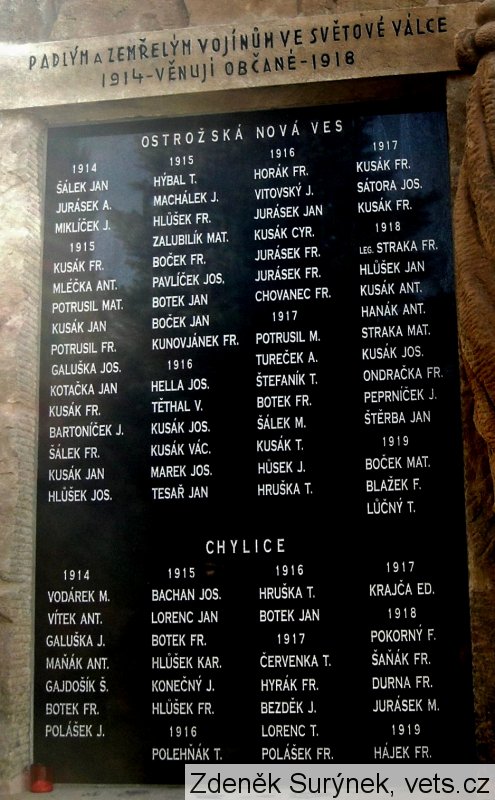 PADLÝM A ZEMŘELÝM VOJÍNŮM VE SVĚTOVÉ VÁLCE
1914-VĚNUJÍ OBČANÉ-1918
OSTROŽSKÁ NOVÁ VES
1914
ŠÁLEK JAN
JURÁSEK A.
MIKLÍČEK J.
1915
KUSÁK FR.
MLÉČKA ANT.
POTRUSIL MAT.
KUSÁK JAN
POTRUSIL FR.
GALUŠKA JOS.
KOTAČKA JAN
KUSÁK FR.
BARTONÍČEK J.
ŠÁLEK FR.
KUSÁK JAN
HLŮŠEK JOS.
1915
HÝBAL T.
MACHÁLEK J.
HLŮŠEK FR.
ZALUBILÍK MAT.
BOČEK FR.
PAVLÍČEK JOS.
BOTEK JAN
BOČEK JAN
KUNOVJÁNEK FR.
1916
HELLA JOS.
TĚTHAL V.
KUSÁK JOS.
KUSÁK VÁC.
MAREK JOS.
TESAŘ JAN
1916
HORÁK FR.
VITOVSKÝ J.
JURÁSEK JAN
KUSÁK CYR.
JURÁSEK FR.
JURÁSEK FR.
CHOVANEC FR.
1917
POTRUSIL M.
TUREČEK A.
ŠTEFANÍK T.
BOTEK FR.
ŠÁLEK M.
KUSÁK T.
HŮSEK J.
HRUŠKA T.
1917
KUSÁK FR.
SÁTORA JOS.
KUSÁK FR.
1918
LEG. STRAKA FR.
HLŮŠEK JAN
KUSÁK ANT.
HANÁK ANT.
STRAKA MAT.
KUSÁK JOS.
ONDRAČKA FR.
PEPRNÍČEK J.
ŠTĚRBA JAN
1919
BOČEK MAT.
BLAŽEK F.
LŮČNÝ T.
CHYLICE
1914
VODÁREK M.
VÍTEK ANT.
GALUŠKA J.
MAŇÁK ANT.
GAJDOŠÍK Š.
BOTEK FR.
POLÁŠEK J.
1915
BACHAN JOS.
LORENC JAN
BOTEK FR.
HLŮŠEK KAR.
KONEČNÝ J.
HLŮŠEK FR.
1916
POLEHŇÁK T.
1916
HRUŠKA T.
BOTEK JAN
1917
ČERVENKA T.
HÝRÁK FR.
BEZDĚK J.
LORENC T.
POLÁŠEK FR.
1917
KRAJČA ED.
1918
POKORNÝ F.
ŠAŇÁK FR.
DURNA FR.
JURÁSEK M.
1919
HÁJEK FR.
Zdeněk Surýnek, vets.cz